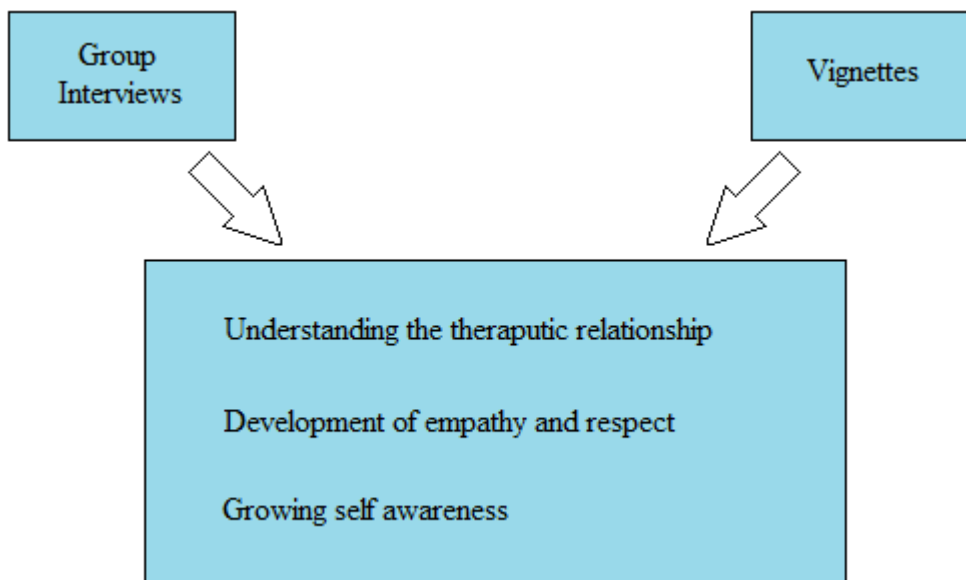 Group
Interviews
Vignettes
Understanding the theraputic relationship
Development of empathy and respect
Growing self awareness